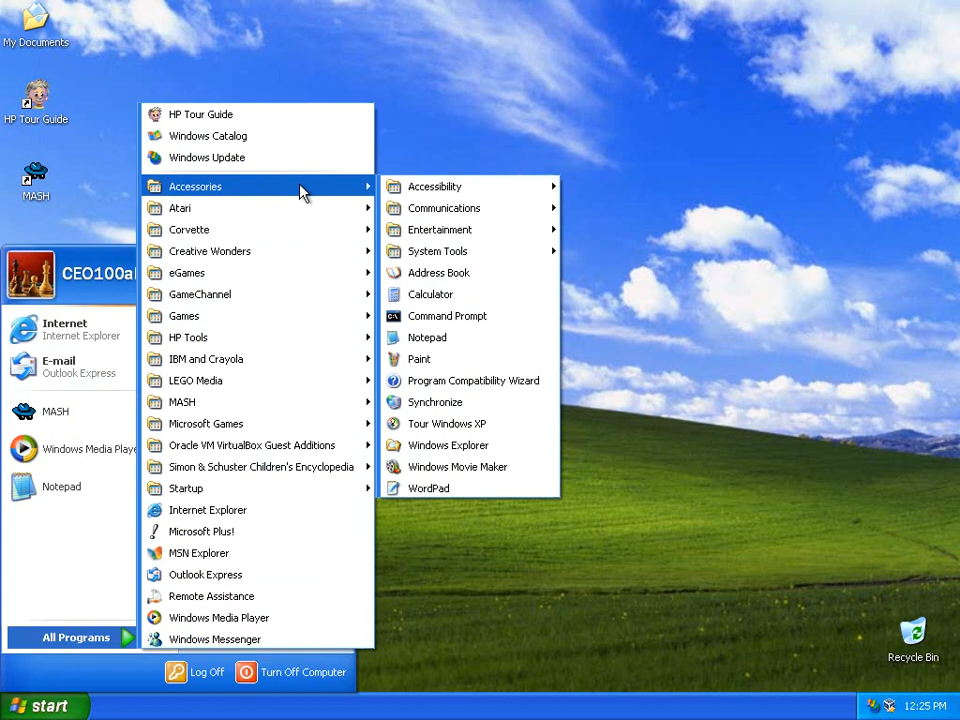 My Documents
HP Tour Guide
MASH
CEO100a
Internet
Internet Explorer
E-mail
Outlook Express
MASH
Windows Media Playe
Notepad
All Programs
HP Tour Guide
Windows Catalog
Windows Update
Accessories
Atari
Corvette
Creative Wonders
eGames
GameChannel
Games
HP Tools
IBM and Crayola
LEGO Media
MASH
Microsoft Games
Oracle VM VirtualBox Guest Additions
Simon & Schuster Children's Encyclopedia
Startup
Internet Explorer
Microsoft Plus!
MSN Explorer
Outlook Express
Remote Assistance
Windows Media Player
Windows Messenger
Accessibility
Communications
Entertainment
System Tools
Address Book
Calculator
C:\
Command Prompt
Notepad
Paint
Program Compatibility Wizard
Synchronize
Tour Windows XP
Windows Explorer
Windows Movie Maker
WordPad
Log Off
Turn Off Computer
Recycle Bin
start
12:25 PM